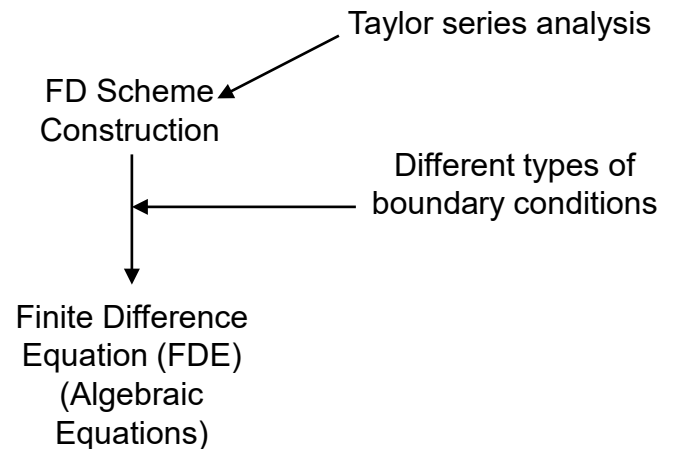 Taylor series analysis
FD Scheme
Construction
Different types of
boundary conditions
Finite Difference
Equation (FDE)
(Algebraic
Equations)